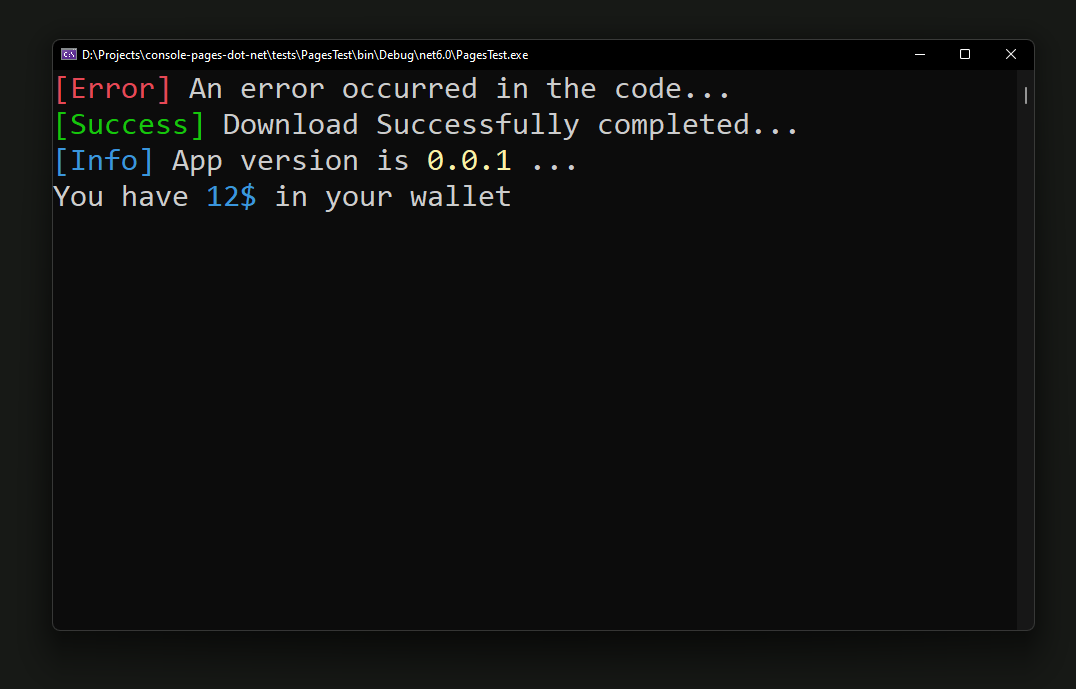 D:\Projects\console-pages-dot-net\tests\PagesTest\bin\Debug\net6.0\PagesTest.exe
[Error] An error occurred in the code...
[Success] Download Successfully completed...
[Info] App version is 0.0.1 ...
You have 12$ in your wallet